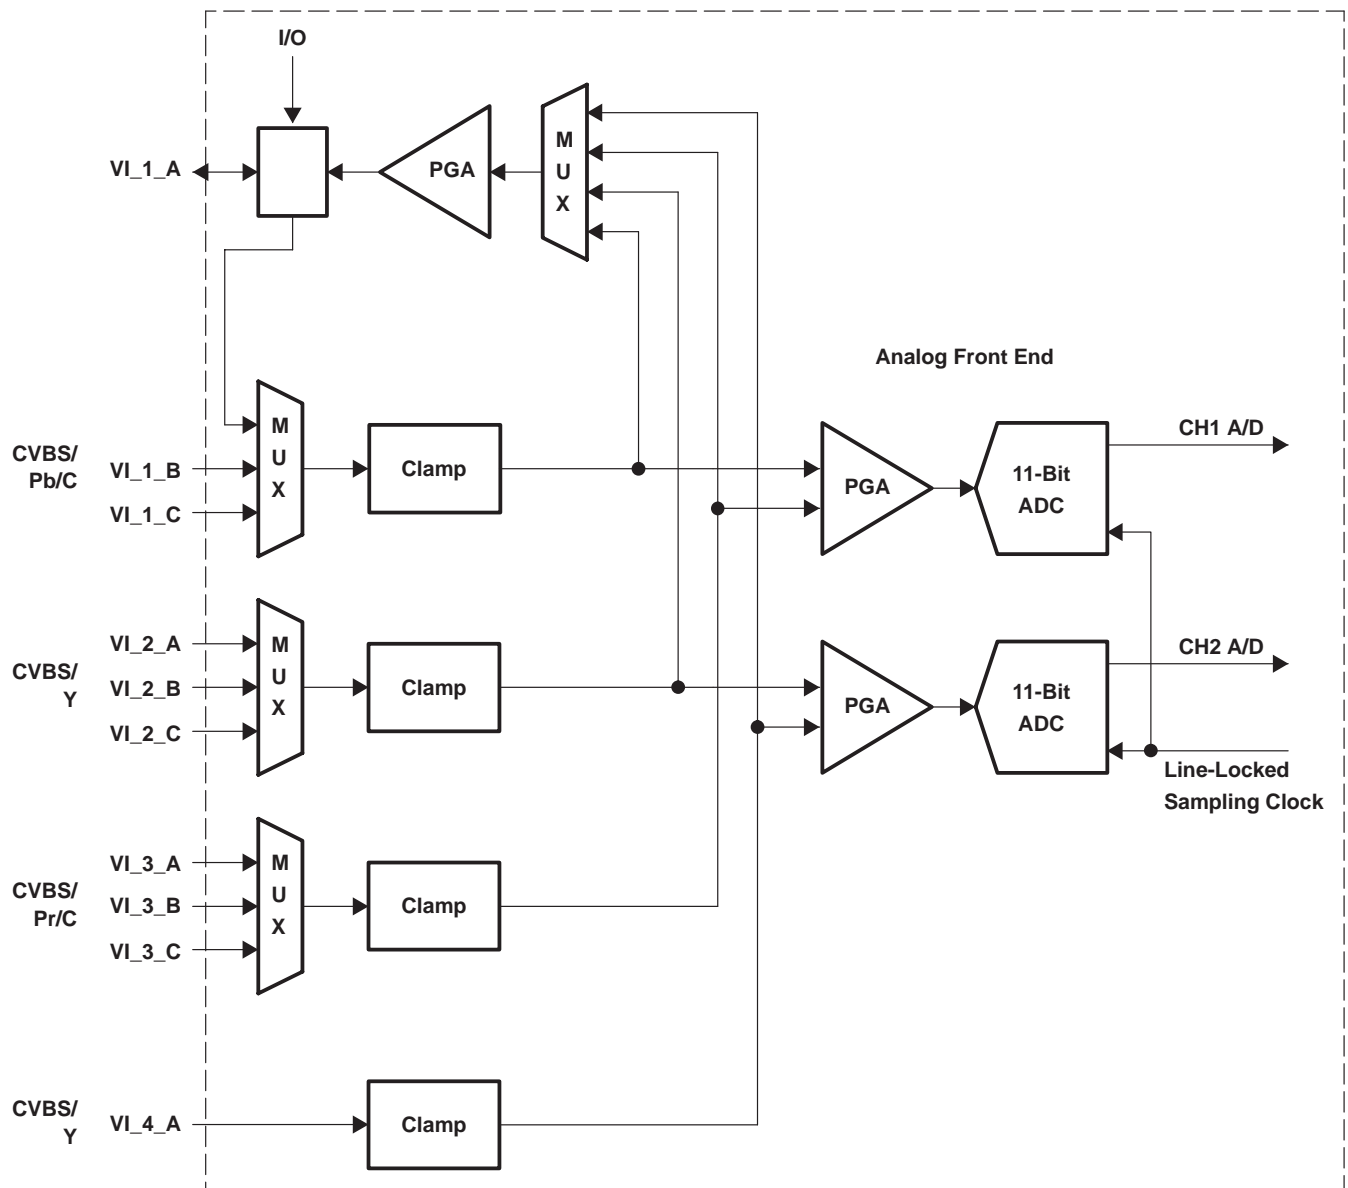 I/O
VI_1_A
PGA
M
U
X
Analog Front End
CVBS/
Pb/C
VI_1_B
VI_1_C
M
U
X
Clamp
PGA
11-Bit
ADC
CH1 A/D
CVBS/
Y
VI_2_A
VI_2_B
VI_2_C
M
U
X
Clamp
PGA
11-Bit
ADC
CH2 A/D
Line-Locked
Sampling Clock
CVBS/
Pr/C
VI_3_A
VI_3_B
VI_3_C
M
U
X
Clamp
CVBS/
Y
VI_4_A
Clamp